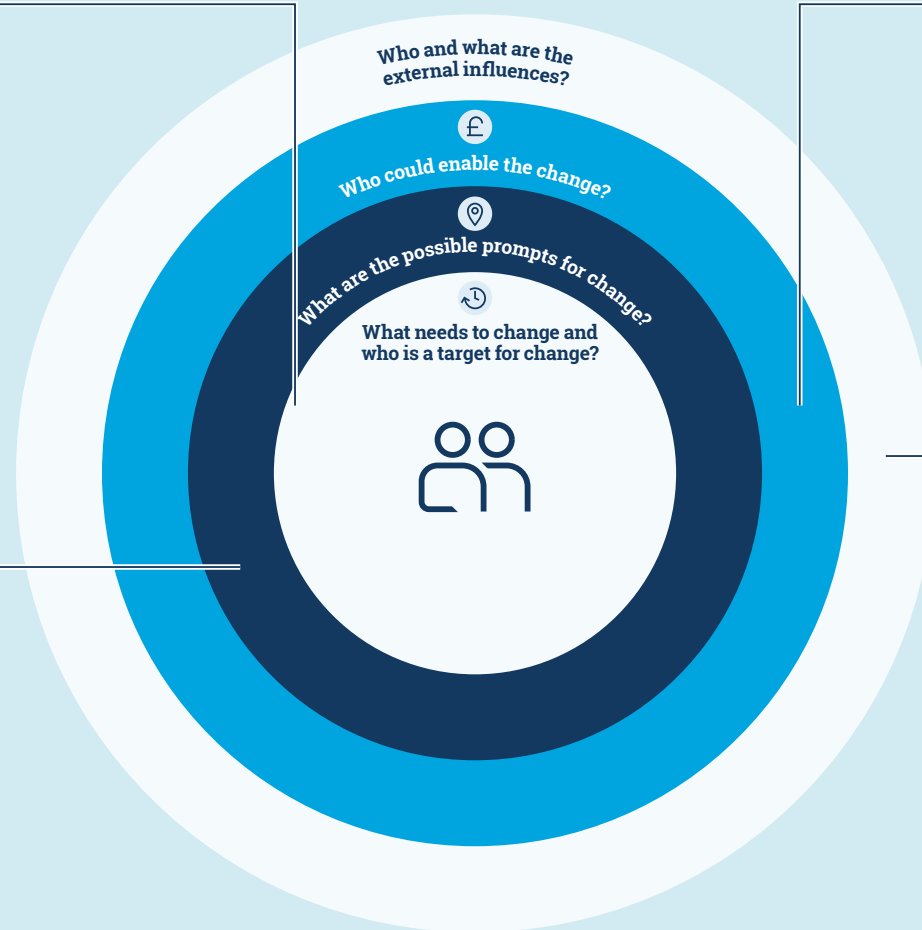 Who and what are the
external influences?
£
Who could enable the change?
What are the possible prompts for change?
What needs to change and
who is a target for change?